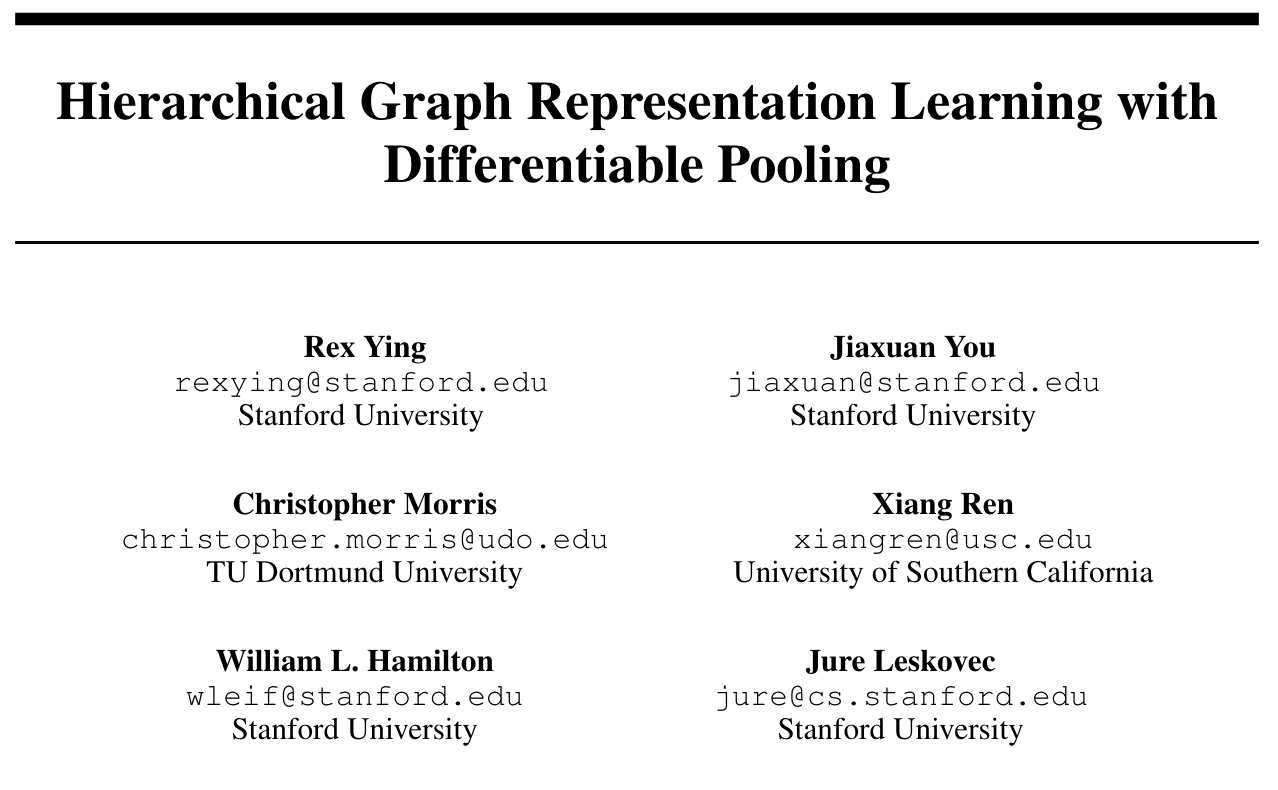 Hierarchical Graph Representation Learning with
Differentiable Pooling
Rex Ying
rexying@stanford.edu
Stanford University
Jiaxuan You
jiaxuan@stanford.edu
Stanford University
Christopher Morris
christopher.morris@udo.edu
TU Dortmund University
Xiang Ren
xiangren@usc.edu
University of Southern California
William L. Hamilton
wleif@stanford.edu
Stanford University
Jure Leskovec
jure@cs.stanford.edu
Stanford University